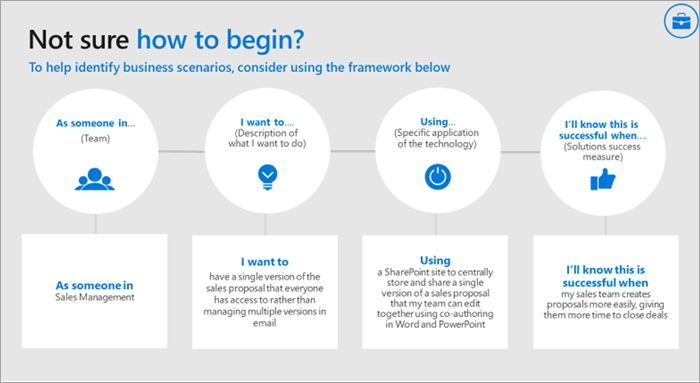 Not sure how to begin?
To help identify business scenarios, consider using the framework below
As someone in...
(Team)
I want to....
(Description of
what I want to do)
Using...
(Specific application
of the technology)
I'll know this is
successful when....
(Solutions success
measure)
As someone in
Sales Management
I want to
have a single version of the
sales proposal that everyone
has access to rather than
managing multiple versions in
email
Using
a SharePoint site to centrally
store and share a single
version of a sales proposal
that my team can edit
together using co-authoring
in Word and PowerPoint
I'll know this is
successful when
my sales team creates
proposals more easily, giving
them more time to close deals